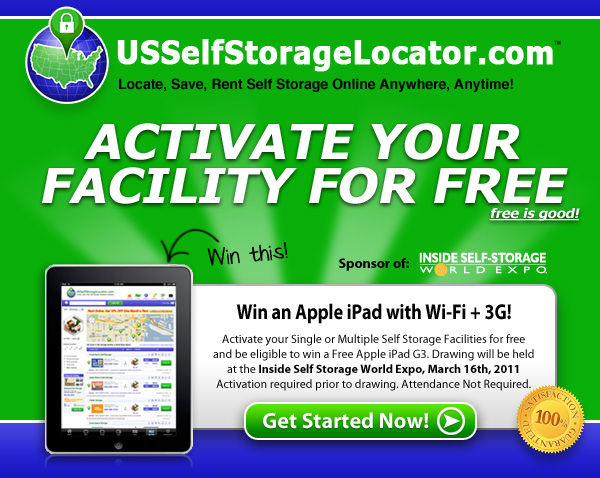 USSelfStorageLocator.com™
Locate, Save, Rent Self Storage Online Anywhere, Anytime!
ACTIVATE YOUR
FACILITY FOR FREE
free is good!
Win this!
Sponsor of:
INSIDE SELF-STORAGE
WORLD EXPO
Win an Apple iPad with Wi-Fi + 3G!
Activate your Single or Multiple Self Storage Facilities for free
and be eligible to win a Free Apple iPad G3. Drawing will be held
at the Inside Self Storage World Expo, March 16th, 2011
Activation required prior to drawing. Attendance Not Required.
Get Started Now!
SATISFACTION
100%
GUARANTEED
USSelfStorageLocator.com